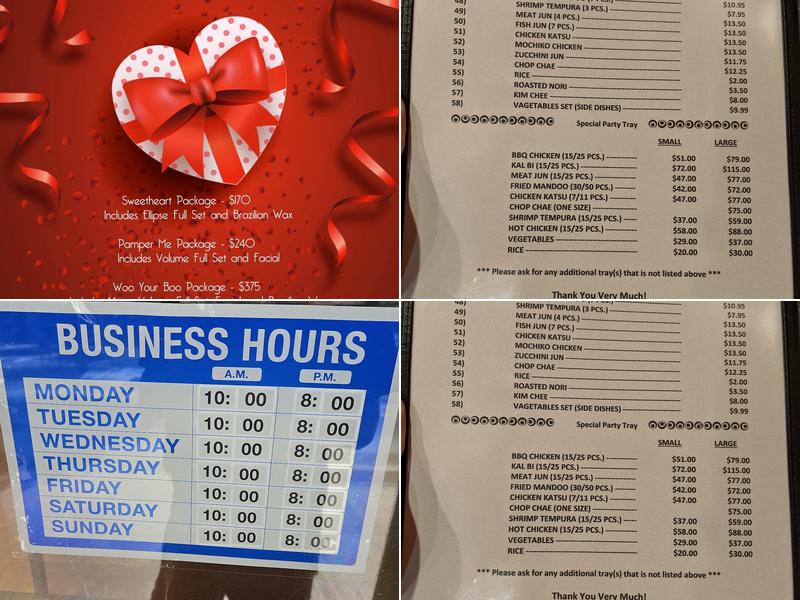 Sweetheart Package - $170
Includes Ellipse Full Set and Brazilian Wax
Pamper Me Package - $240
Includes Volume Full Set and Facial
Woo Your Boo Package - $375
$10.95
48) SHRIMP TEMPURA (3 PCS.) $7.95
49) MEAT JUN (4 PCS.) $13.50
50) FISH JUN (7 PCS.) $13.50
51) CHICKEN KATSU $13.50
52) MOCHIKO CHICKEN $13.50
53) ZUCCHINI JUN $11.75
54) CHOP CHAE $12.25
55) RICE $2.00
56) ROASTED NORI $3.50
57) KIM CHEE $8.00
58) VAGETABLES SET (SIDE DISHES) $9.99
Special Party Tray
SMALL LARGE
BBQ CHICKEN (15/25 PCS.) $51.00 $79.00
KAL BI (15/25 PCS.) $72.00 $115.00
MEAT JUN (15/25 PCS.) $47.00 $77.00
FRIED MANDOO (30/50 PCS.) $42.00 $72.00
CHICKEN KATSU (7/11 PCS.) $47.00 $77.00
CHOP CHAE (ONE SIZE) $75.00
SHRIMP TEMPURA (15/25 PCS.) $37.00 $59.00
HOT CHICKEN (15/25 PCS.) $58.00 $88.00
VEGETABLES $29.00 $37.00
RICE $20.00 $30.00
*** Please ask for any additional tray(s) that is not listed above ***
Thank You Very Much!
BUSINESS HOURS
A.M. P.M.
MONDAY 10: 00 8: 00
TUESDAY 10: 00 8: 00
WEDNESDAY 10: 00 8: 00
THURSDAY 10: 00 8: 00
FRIDAY 10: 00 8: 00
SATURDAY 10: 00 8: 00
SUNDAY 10: 00 8: 00
$10.95
48) SHRIMP TEMPURA (3 PCS.) $7.95
49) MEAT JUN (4 PCS.) $13.50
50) FISH JUN (7 PCS.) $13.50
51) CHICKEN KATSU $13.50
52) MOCHIKO CHICKEN $13.50
53) ZUCCHINI JUN $11.75
54) CHOP CHAE $12.25
55) RICE $2.00
56) ROASTED NORI $3.50
57) KIM CHEE $8.00
58) VAGETABLES SET (SIDE DISHES) $9.99
Special Party Tray
SMALL LARGE
BBQ CHICKEN (15/25 PCS.) $51.00 $79.00
KAL BI (15/25 PCS.) $72.00 $115.00
MEAT JUN (15/25 PCS.) $47.00 $77.00
FRIED MANDOO (30/50 PCS.) $42.00 $72.00
CHICKEN KATSU (7/11 PCS.) $47.00 $77.00
CHOP CHAE (ONE SIZE) $75.00
SHRIMP TEMPURA (15/25 PCS.) $37.00 $59.00
HOT CHICKEN (15/25 PCS.) $58.00 $88.00
VEGETABLES $29.00 $37.00
RICE $20.00 $30.00
*** Please ask for any additional tray(s) that is not listed above ***
Thank You Very Much!